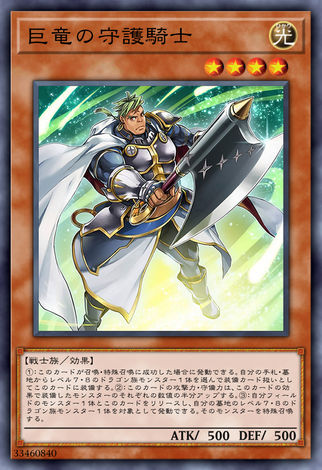 巨竜の守護騎士
光
【戦士族／効果】
①：このカードが召喚・特殊召喚に成功した場合に発動できる。自分の手札・墓
地からレベル7・8のドラゴン族モンスター1体を選んで装備カード扱いとし
てこのカードに装備する。②：このカードの攻撃力・守備力は、このカードの効果
で装備したモンスターのそれぞれの数値の半分アップする。③：自分フィール
ドのモンスター1体とこのカードをリリースし、自分の墓地のレベル7・8のド
ラゴン族モンスター1体を対象として発動できる。そのモンスターを特殊召喚
する。
ATK/ 500 DEF/ 500
33460840